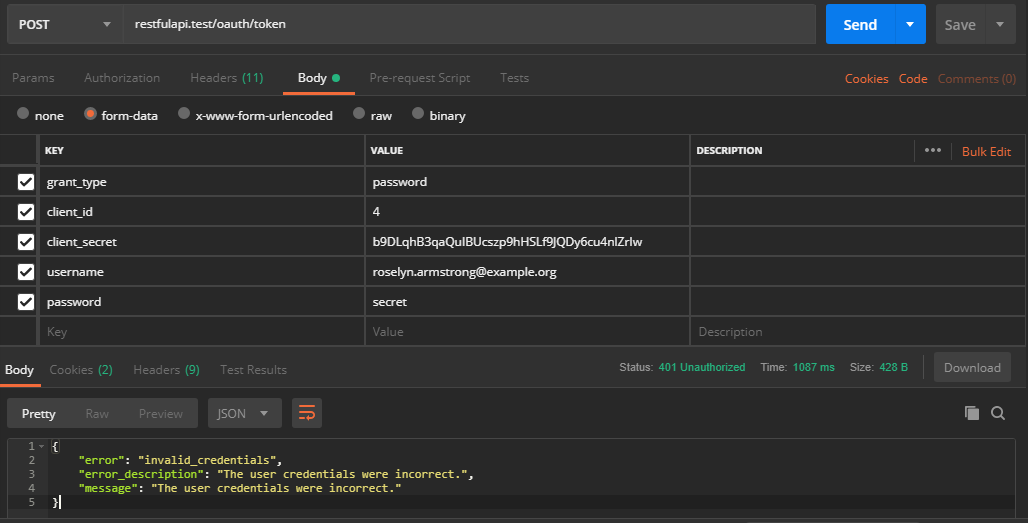 POST restfulapi.test/oauth/token Send Save
Params Authorization Headers (11) Body Pre-request Script Tests Cookies Code Comments (0)
none form-data x-www-form-urlencoded raw binary
KEY VALUE DESCRIPTION ••• Bulk Edit
grant_type password
client_id 4
client_secret b9DLqhB3qaQuIBUcszp9hHSLf9JQDy6cu4nlZrIw
username roselyn.armstrong@example.org
password secret
Key Value Description
Body Cookies (2) Headers (9) Test Results Status: 401 Unauthorized Time: 1087 ms Size: 428 B Download
Pretty Raw Preview JSON
1 {
2 "error": "invalid_credentials",
3 "error_description": "The user credentials were incorrect.",
4 "message": "The user credentials were incorrect."
5 }